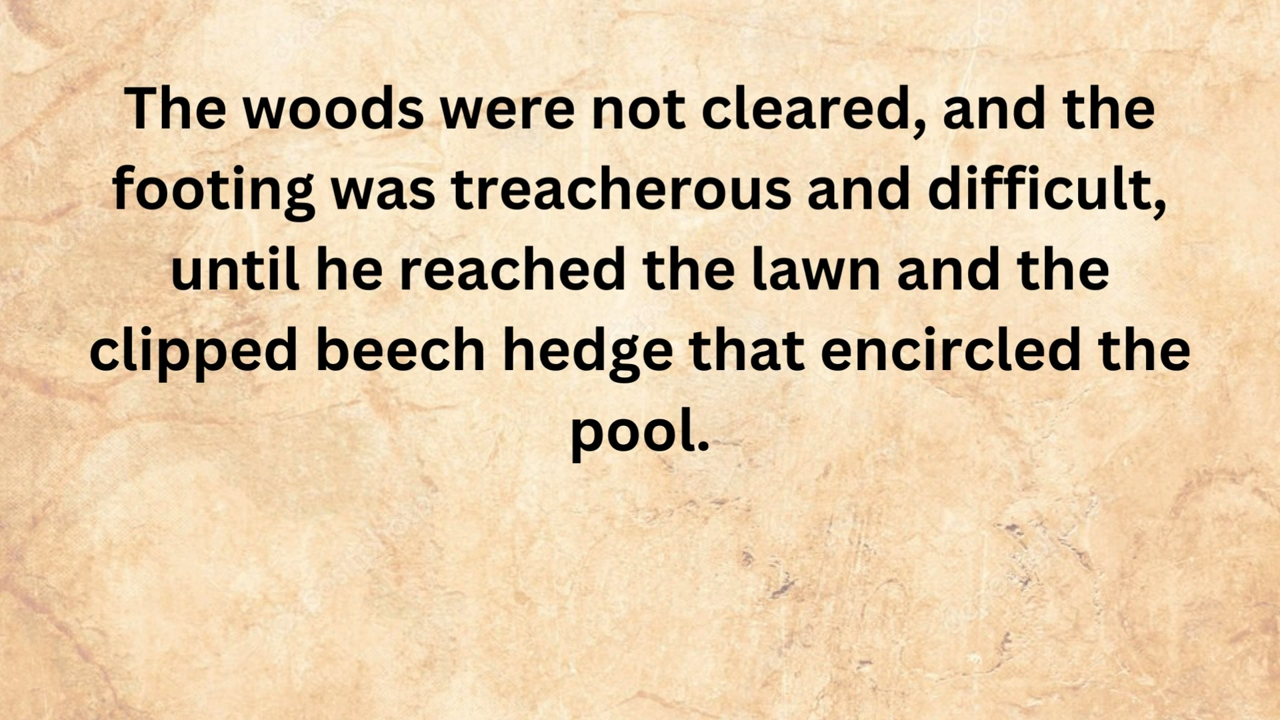 The woods were not cleared, and the
footing was treacherous and difficult,
until he reached the lawn and the
clipped beech hedge that encircled the
pool.